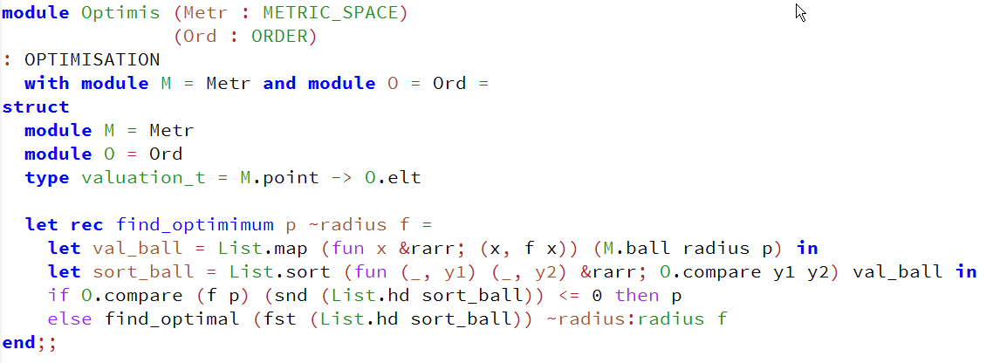 module Optimis (Metr : METRIC_SPACE)
               (Ord : ORDER)
: OPTIMISATION
  with module M = Metr and module O = Ord =
struct
  module M = Metr
  module O = Ord
  type valuation_t = M.point -> O.elt

  let rec find_optimimum p ~radius f =
    let val_ball = List.map (fun x &rarr; (x, f x)) (M.ball radius p) in
    let sort_ball = List.sort (fun (_, y1) (_, y2) &rarr; O.compare y1 y2) val_ball in
    if O.compare (f p) (snd (List.hd sort_ball)) <= 0 then p
    else find_optimal (fst (List.hd sort_ball)) ~radius:radius f
end;;